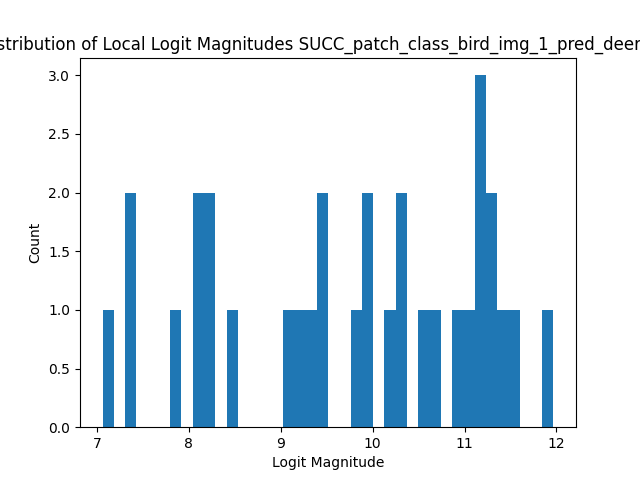 stribution of Local Logit Magnitudes SUCC_patch_class_bird_img_1_pred_deer
3.0
2.5
2.0
1.5
1.0
0.5
0.0
Count
7 8 9 10 11 12
Logit Magnitude